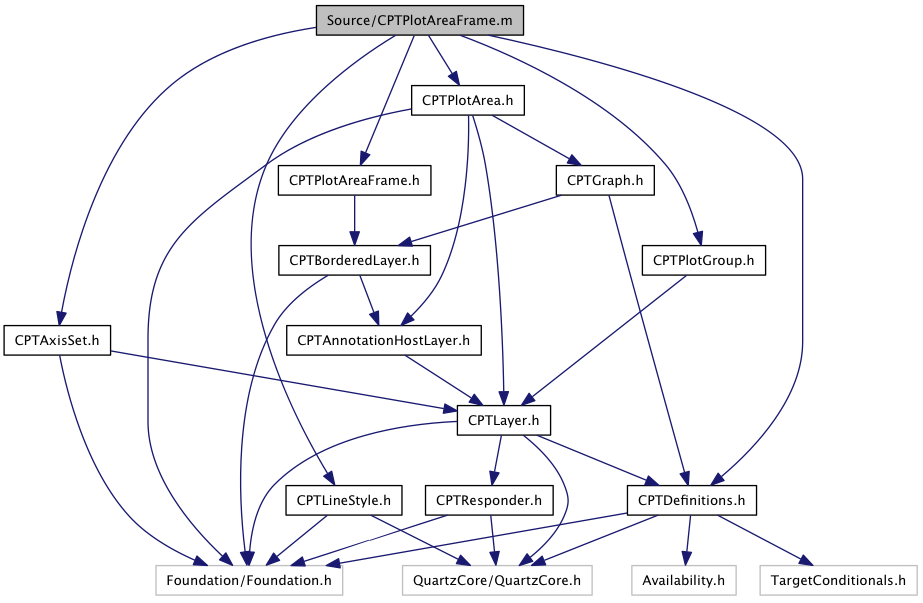 Source/CPTPlotAreaFrame.m
CPTPlotArea.h
CPTPlotAreaFrame.h
CPTGraph.h
CPTBorderedLayer.h
CPTPlotGroup.h
CPTAxisSet.h
CPTAnnotationHostLayer.h
CPTLayer.h
CPTLineStyle.h
CPTResponder.h
CPTDefinitions.h
Foundation/Foundation.h
QuartzCore/QuartzCore.h
Availability.h
TargetConditionals.h